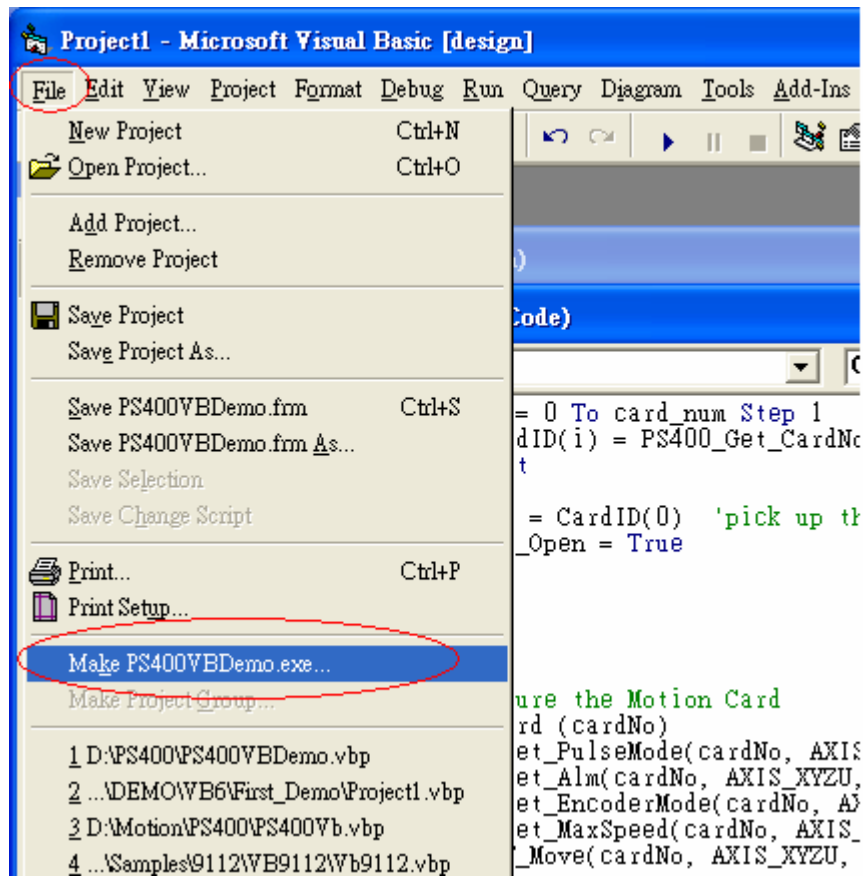 Project1 - Microsoft Visual Basic [design]
File Edit View Project Format Debug Run Query Diagram Tools Add-Ins
New Project Ctrl+N
Open Project... Ctrl+O
Add Project...
Remove Project
Save Project
Save Project As...
Save PS400VBDemo.frm Ctrl+S
Save PS400VBDemo.frm As...
Save Selection
Save Change Script
Print... Ctrl+P
Print Setup...
Make PS400VBDemo.exe...
Make Project Group...
1 D:\PS400\PS400VBDemo.vbp
2 ...\DEMO\VB6\First_Demo\Project1.vbp
3 D:\Motion\PS400\PS400Vb.vbp
4 ...\Samples\9112\VB9112\Vb9112.vbp
)
Code)
= 0 To card_num Step 1
dID(i) = PS400_Get_CardNo
t
= CardID(0) 'pick up th
_Open = True
ure the Motion Card
rd (cardNo)
et_PulseMode(cardNo, AXIS
et_Alm(cardNo, AXIS_XYZU,
et_EncoderMode(cardNo, AX
et_MaxSpeed(cardNo, AXIS_
_Move(cardNo, AXIS_XYZU,